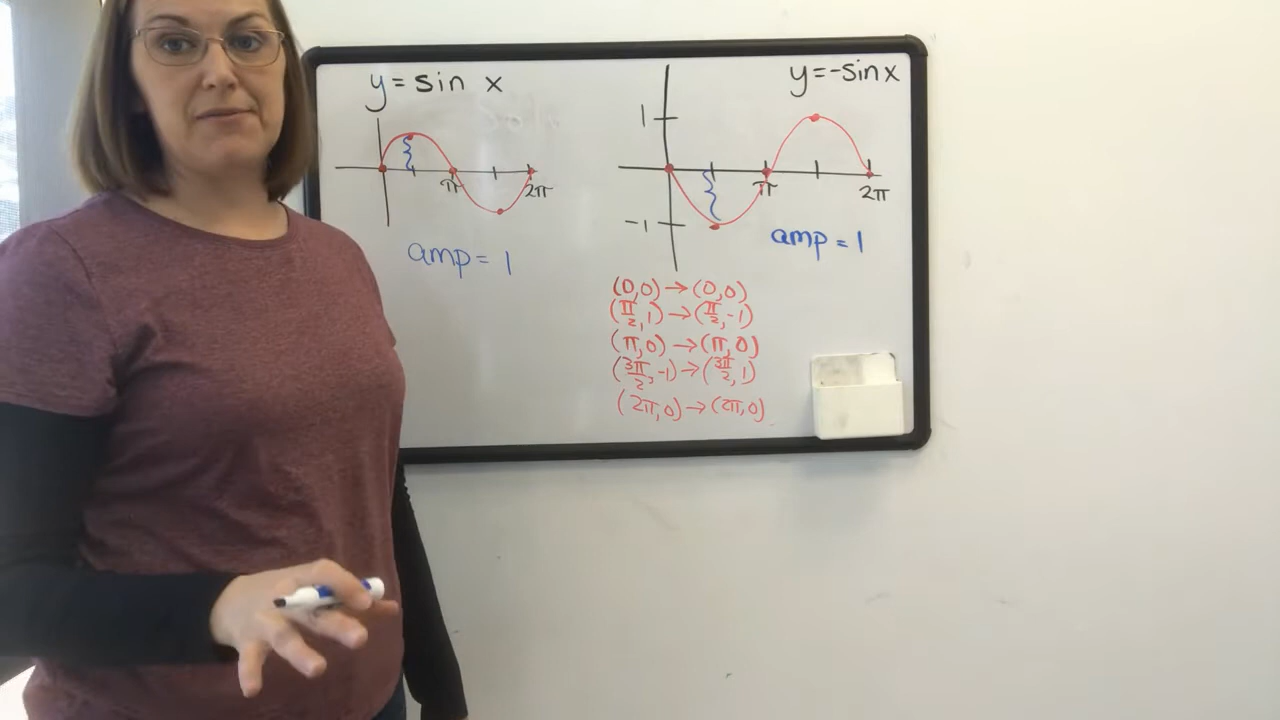 y = sin x
π
2π
amp = 1
y = -sin x
1
π
2π
-1
amp = 1
(0,0) → (0,0)
(π/2, 1) → (π/2, -1)
(π, 0) → (π, 0)
(3π/2, -1) → (3π/2, 1)
(2π, 0) → (2π, 0)